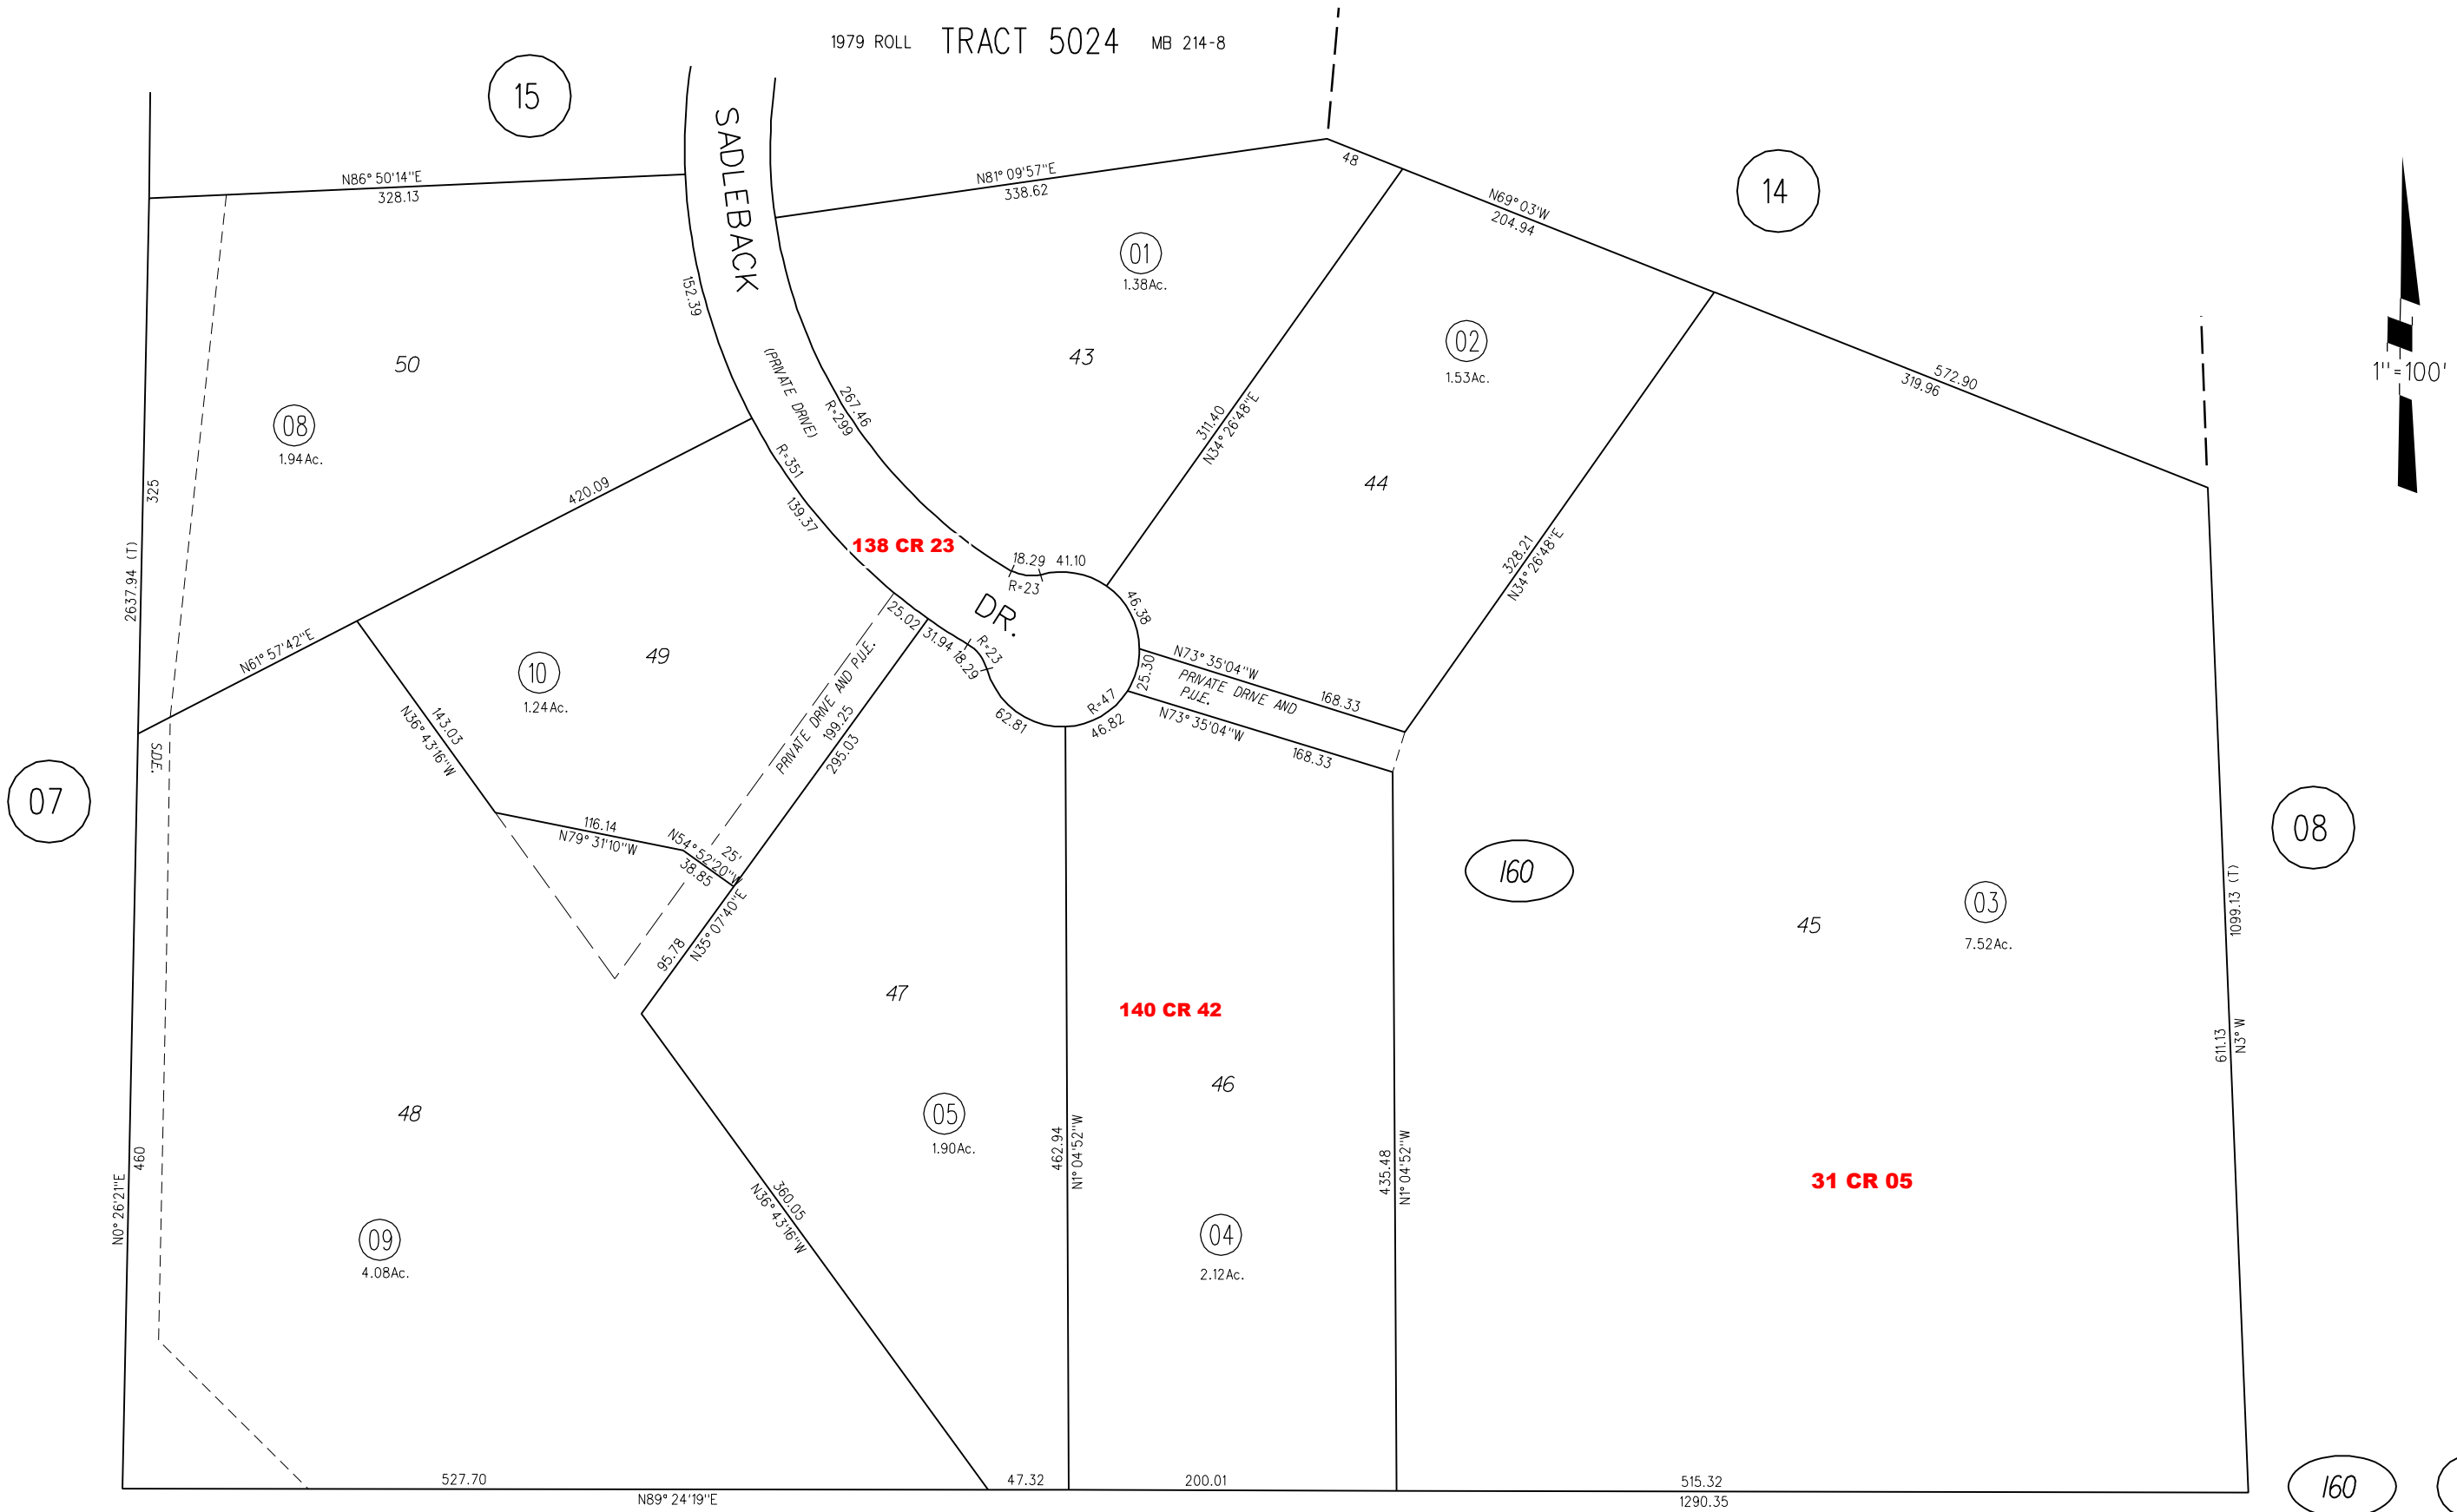 1979 ROLL TRACT 5024 MB 214-8
15
SADLEBACK
N86°50'14"E
328.13
N81°09'57"E
338.62
48
N69°03'W
204.94
14
01
1.38Ac.
43
02
1.53Ac.
44
572.90
319.96
1"=100'
152.39
(PRIVATE DRIVE)
267.46
R=299
R=351
139.37
50
08
1.94Ac.
325
2637.94 (T)
420.09
N61°57'42"E
311.40
N34°26'48"E
328.21
N34°26'48"E
138 CR 23
18.29 41.10
R=23
DR.
46.38
25.02
31.94
18.29
R=23
62.81
R=47
46.82
25.30
N73°35'04"W
168.33
PRIVATE DRIVE AND
P.U.E.
N73°35'04"W
168.33
49
10
1.24Ac.
PRIVATE DRIVE AND P.U.E.
199.25
295.03
143.03
N36°43'16"W
116.14
N79°31'10"W
N54°52'20"W
38.85
25'
95.78
N35°07'40"E
S.D.E.
07
160
08
45
03
7.52Ac.
1099.13 (T)
611.13
N3°W
47
140 CR 42
46
48
05
1.90Ac.
462.94
N1°04'52"W
435.48
N1°04'52"W
31 CR 05
460
N0°26'21"E
360.05
N36°43'16"W
09
4.08Ac.
04
2.12Ac.
527.70
47.32
200.01
515.32
N89°24'19"E
1290.35
160